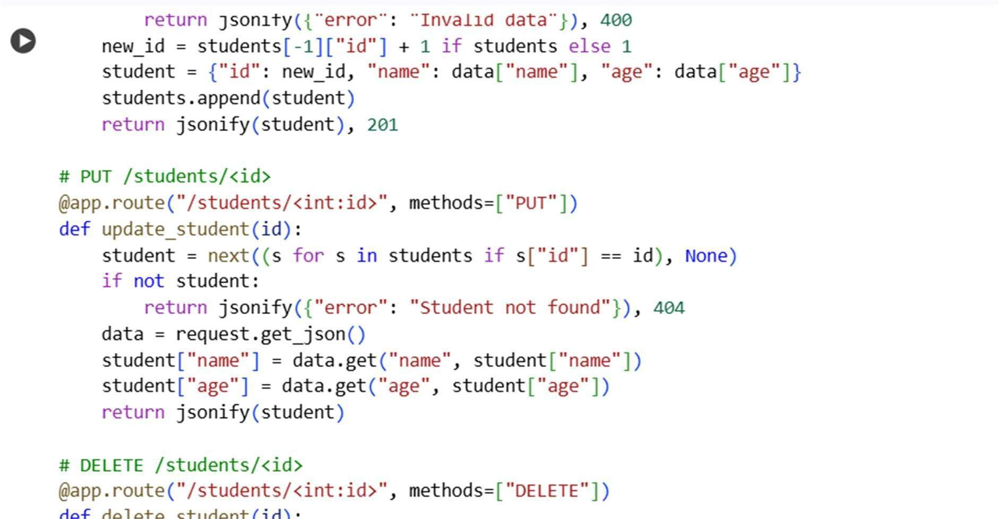 return jsonify({"error": "Invalid data"}), 400
new_id = students[-1]["id"] + 1 if students else 1
student = {"id": new_id, "name": data["name"], "age": data["age"]}
students.append(student)
return jsonify(student), 201
# PUT /students/<id>
@app.route("/students/<int:id>", methods=["PUT"])
def update_student(id):
student = next((s for s in students if s["id"] == id), None)
if not student:
return jsonify({"error": "Student not found"}), 404
data = request.get_json()
student["name"] = data.get("name", student["name"])
student["age"] = data.get("age", student["age"])
return jsonify(student)
# DELETE /students/<id>
@app.route("/students/<int:id>", methods=["DELETE"])
def delete_student(id):